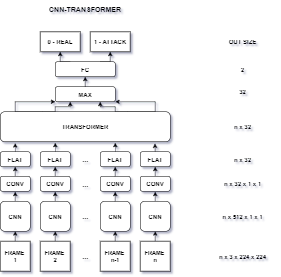 CNN-TRANSFORMER
0 - REAL 1 - ATTACK OUT SIZE
FC 2
MAX 32
TRANSFORMER n x 32
FLAT FLAT ... FLAT FLAT n x 32
CONV CONV ... CONV CONV n x 32 x 1 x 1
CNN CNN ... CNN CNN n x 512 x 1 x 1
FRAME 1 FRAME 2 ... FRAME n-1 FRAME n n x 3 x 224 x 224